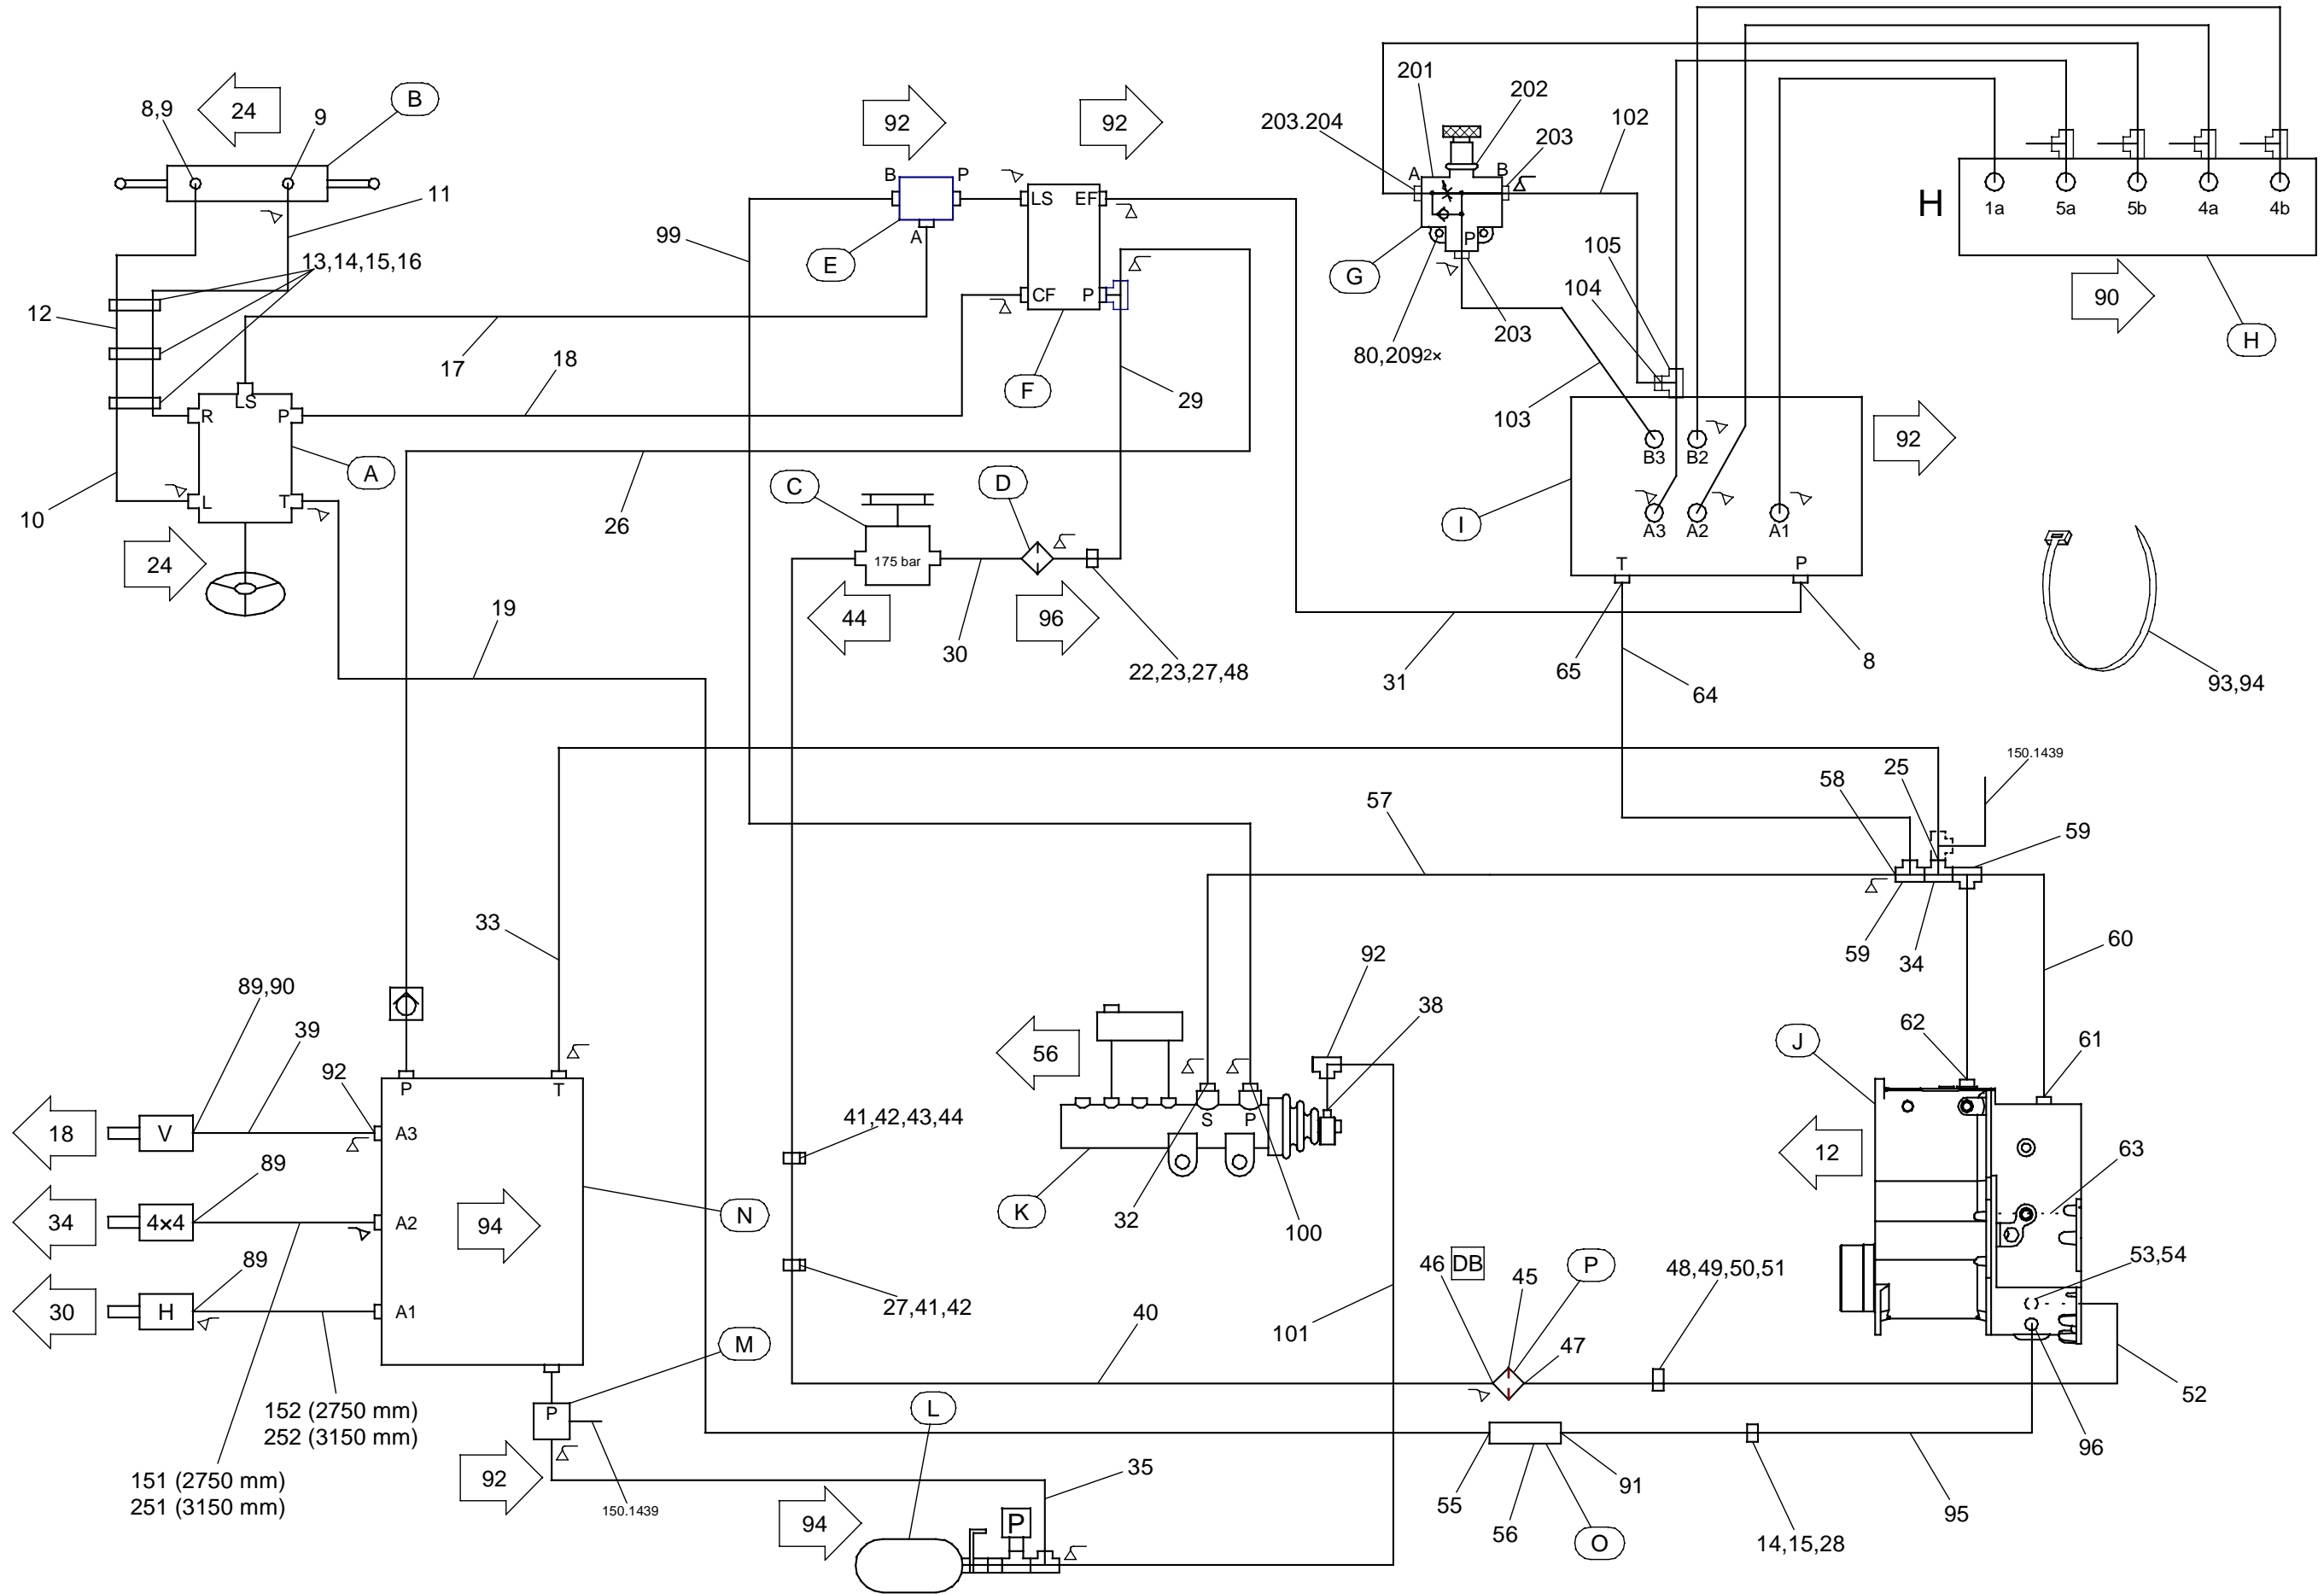 8,9
24
9
B
11
13,14,15,16
12
10
LS
R
P
L
T
A
24
17
18
19
26
99
92
92
B
P
A
E
LS
EF
CF
P
F
29
C
D
175 bar
44
96
30
22,23,27,48
31
201
202
203.204
203
102
A
B
P
G
203
80,2092×
105
104
103
B3
B2
A3
A2
A1
T
P
I
92
65
64
8
H
1a
5a
5b
4a
4b
90
H
93,94
150.1439
58
25
59
57
59
34
60
62
61
J
12
63
53,54
52
96
95
33
89,90
39
92
18
V
A3
P
T
89
34
4×4
A2
94
N
89
30
H
A1
M
152 (2750 mm)
252 (3150 mm)
151 (2750 mm)
251 (3150 mm)
P
92
150.1439
35
94
L
P
56
92
38
S
P
K
32
100
41,42,43,44
27,41,42
40
101
46
DB
45
P
47
48,49,50,51
55
56
O
91
14,15,28